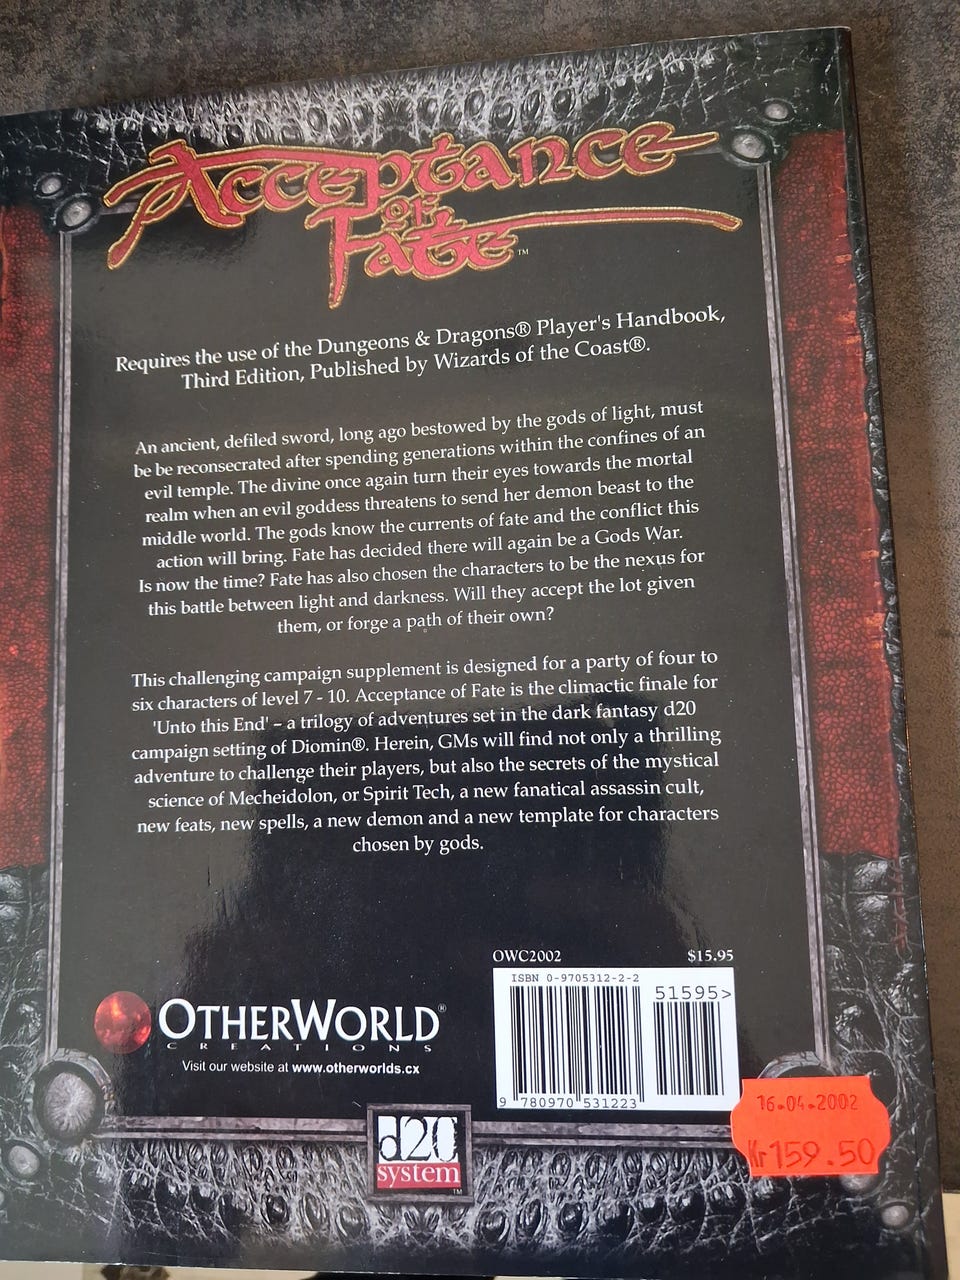 Acceptance
of
Fate™
Requires the use of the Dungeons & Dragons® Player's Handbook,
Third Edition, Published by Wizards of the Coast®.
An ancient, defiled sword, long ago bestowed by the gods of light, must
be be reconsecrated after spending generations within the confines of an
evil temple. The divine once again turn their eyes towards the mortal
realm when an evil goddess threatens to send her demon beast to the
middle world. The gods know the currents of fate and the conflict this
action will bring. Fate has decided there will again be a Gods War.
Is now the time? Fate has also chosen the characters to be the nexus for
this battle between light and darkness. Will they accept the lot given
them, or forge a path of their own?
This challenging campaign supplement is designed for a party of four to
six characters of level 7 - 10. Acceptance of Fate is the climactic finale for
'Unto this End' – a trilogy of adventures set in the dark fantasy d20
campaign setting of Diomin®. Herein, GMs will find not only a thrilling
adventure to challenge their players, but also the secrets of the mystical
science of Mecheidolon, or Spirit Tech, a new fanatical assassin cult,
new feats, new spells, a new demon and a new template for characters
chosen by gods.
OWC2002 $15.95
ISBN 0-9705312-2-2
51595>
9 780970 531223
OTHERWORLD®
CREATIONS
Visit our website at www.otherworlds.cx
d20
system™
16.04.2002
Kr159.50